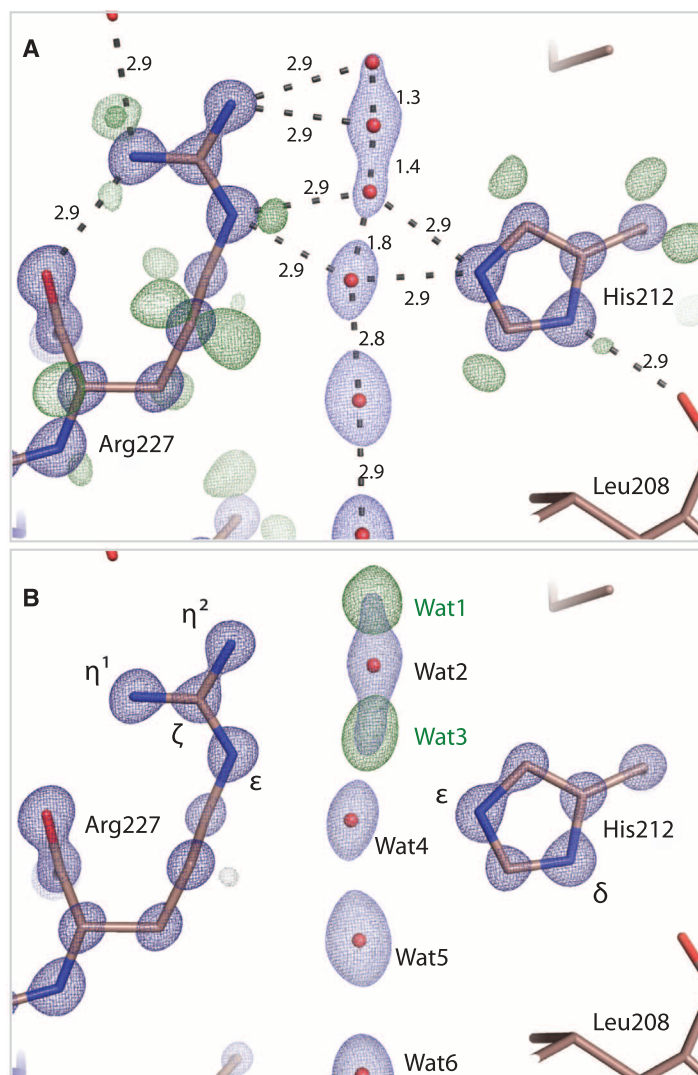 A
2.9
2.9
1.3
2.9
1.4
2.9
2.9
2.9
1.8
2.9
2.9
His212
2.8
2.9
Arg227
2.9
Leu208
B
Wat1
η²
Wat2
η¹
ζ
Wat3
ε
ε
Arg227
Wat4
His212
δ
Wat5
Leu208
Wat6